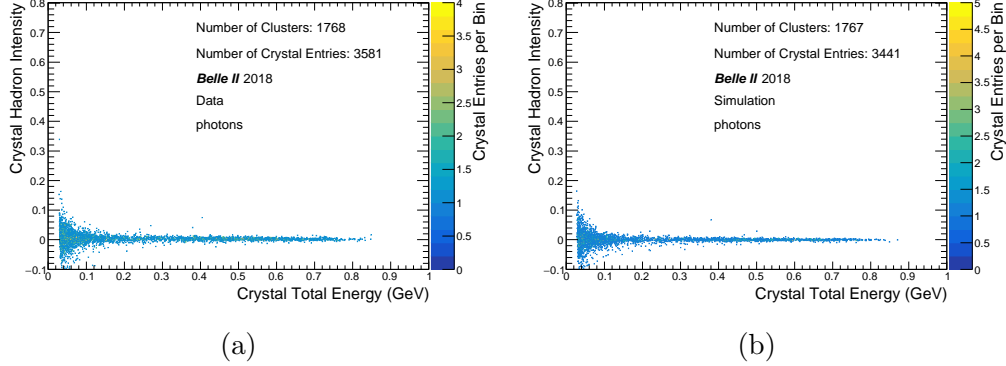 Crystal Hadron Intensity
0.8
0.7
0.6
0.5
0.4
0.3
0.2
0.1
0
−0.1
Number of Clusters: 1768
Number of Crystal Entries: 3581
Belle II 2018
Data
photons
0 0.1 0.2 0.3 0.4 0.5 0.6 0.7 0.8 0.9 1
Crystal Total Energy (GeV)
4
3.5
3
2.5
2
1.5
1
0.5
0
Crystal Entries per Bin
(a)
Crystal Hadron Intensity
0.8
0.7
0.6
0.5
0.4
0.3
0.2
0.1
0
−0.1
Number of Clusters: 1767
Number of Crystal Entries: 3441
Belle II 2018
Simulation
photons
0 0.1 0.2 0.3 0.4 0.5 0.6 0.7 0.8 0.9 1
Crystal Total Energy (GeV)
5
4.5
4
3.5
3
2.5
2
1.5
1
0.5
0
Crystal Entries per Bin
(b)